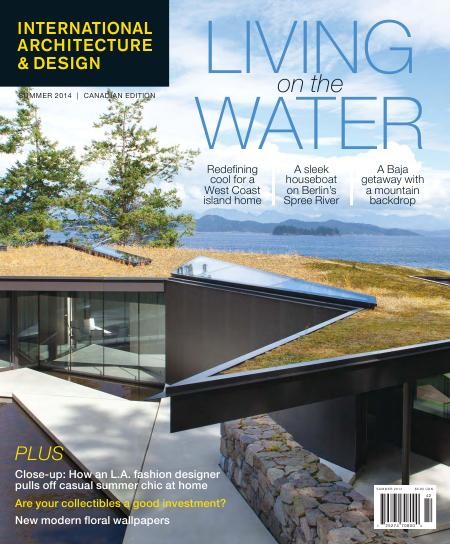 INTERNATIONAL
ARCHITECTURE
& DESIGN
SUMMER 2014 | CANADIAN EDITION
LIVING
on the
WATER
Redefining
cool for a
West Coast
island home
A sleek
houseboat
on Berlin's
Spree River
A Baja
getaway with
a mountain
backdrop
PLUS
Close-up: How an L.A. fashion designer
pulls off casual summer chic at home
Are your collectibles a good investment?
New modern floral wallpapers